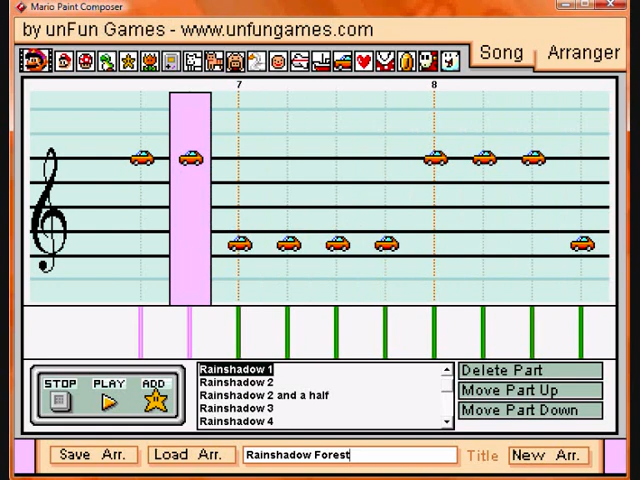 Mario Paint Composer
by unFun Games - www.unfungames.com
Song
Arranger
7
8
STOP
PLAY
ADD
Rainshadow 1
Rainshadow 2
Rainshadow 2 and a half
Rainshadow 3
Rainshadow 4
Delete Part
Move Part Up
Move Part Down
Save Arr.
Load Arr.
Rainshadow Forest
Title
New Arr.